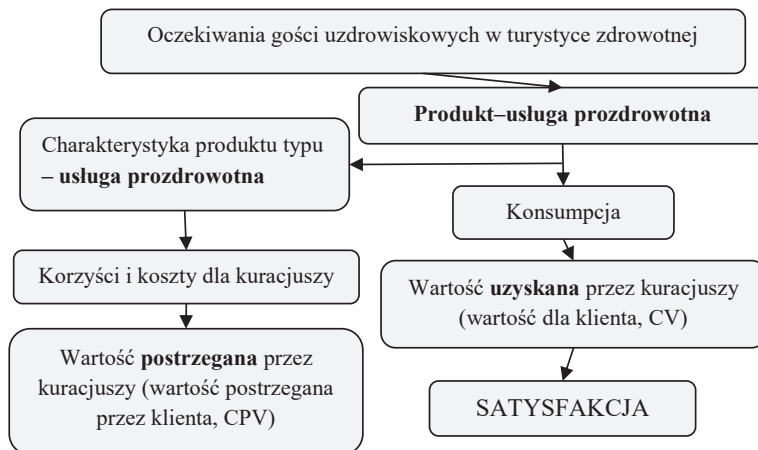 Oczekiwania gości uzdrowiskowych w turystyce zdrowotnej
Produkt–usługa prozdrowotna
Charakterystyka produktu typu
– usługa prozdrowotna
Konsumpcja
Korzyści i koszty dla kuracjuszy
Wartość uzyskana przez kuracjuszy
(wartość dla klienta, CV)
Wartość postrzegana przez
kuracjuszy (wartość postrzegana
przez klienta, CPV)
SATYSFAKCJA